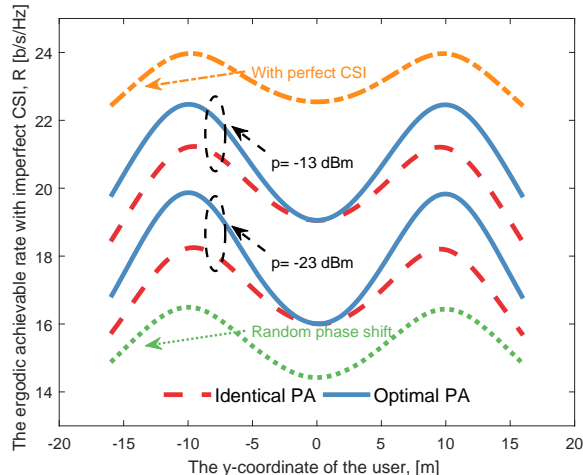 The ergodic achievable rate with imperfect CSI, R [b/s/Hz]
24
22
20
18
16
14
With perfect CSI
p= -13 dBm
p= -23 dBm
Random phase shift
Identical PA
Optimal PA
-20 -15 -10 -5 0 5 10 15 20
The y-coordinate of the user, [m]